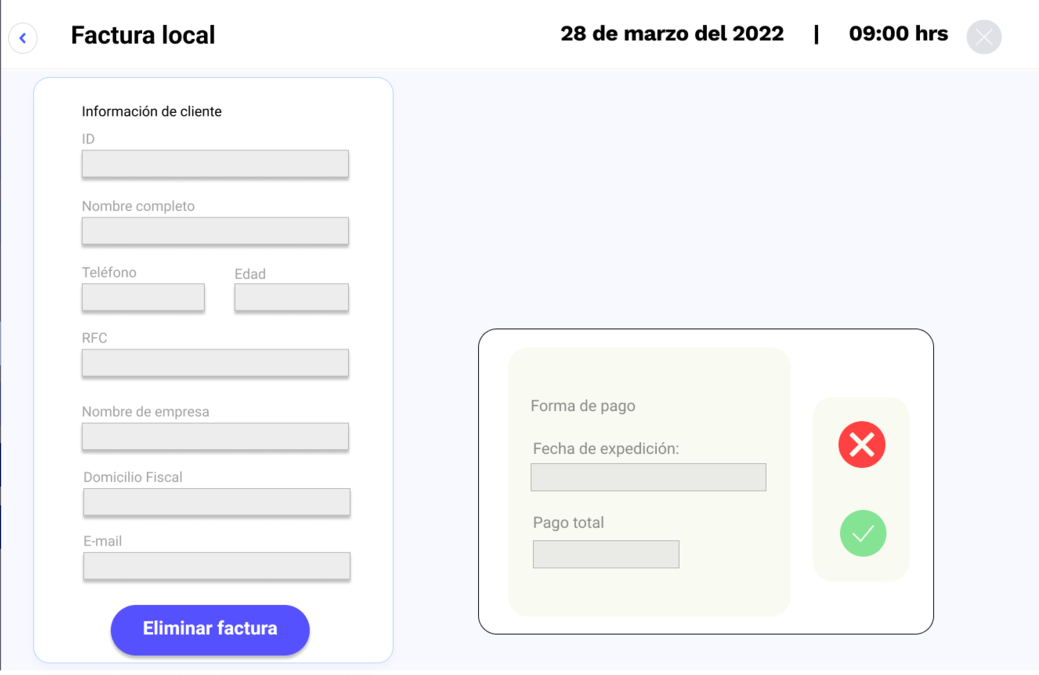 Factura local
28 de marzo del 2022 | 09:00 hrs
Información de cliente
ID
Nombre completo
Teléfono Edad
RFC
Nombre de empresa
Domicilio Fiscal
E-mail
Eliminar factura
Forma de pago
Fecha de expedición:
Pago total